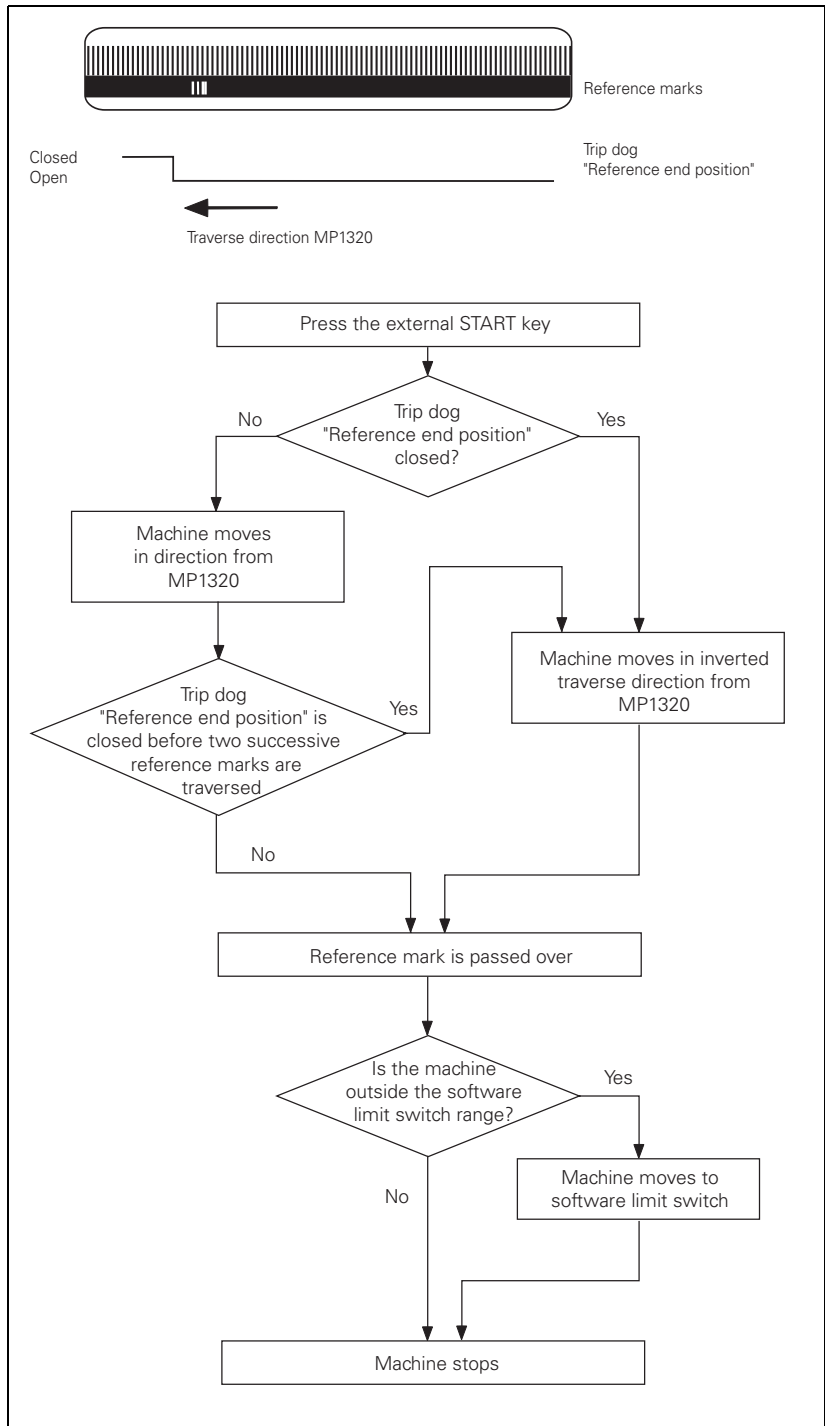 Reference marks
Closed
Open
Trip dog
"Reference end position"
Traverse direction MP1320
Press the external START key
Trip dog
"Reference end position"
closed?
No
Yes
Machine moves
in direction from
MP1320
Machine moves in inverted
traverse direction from
MP1320
Trip dog
"Reference end position" is
closed before two successive
reference marks are
traversed
Yes
No
Reference mark is passed over
Is the machine
outside the software
limit switch range?
Yes
No
Machine moves to
software limit switch
Machine stops